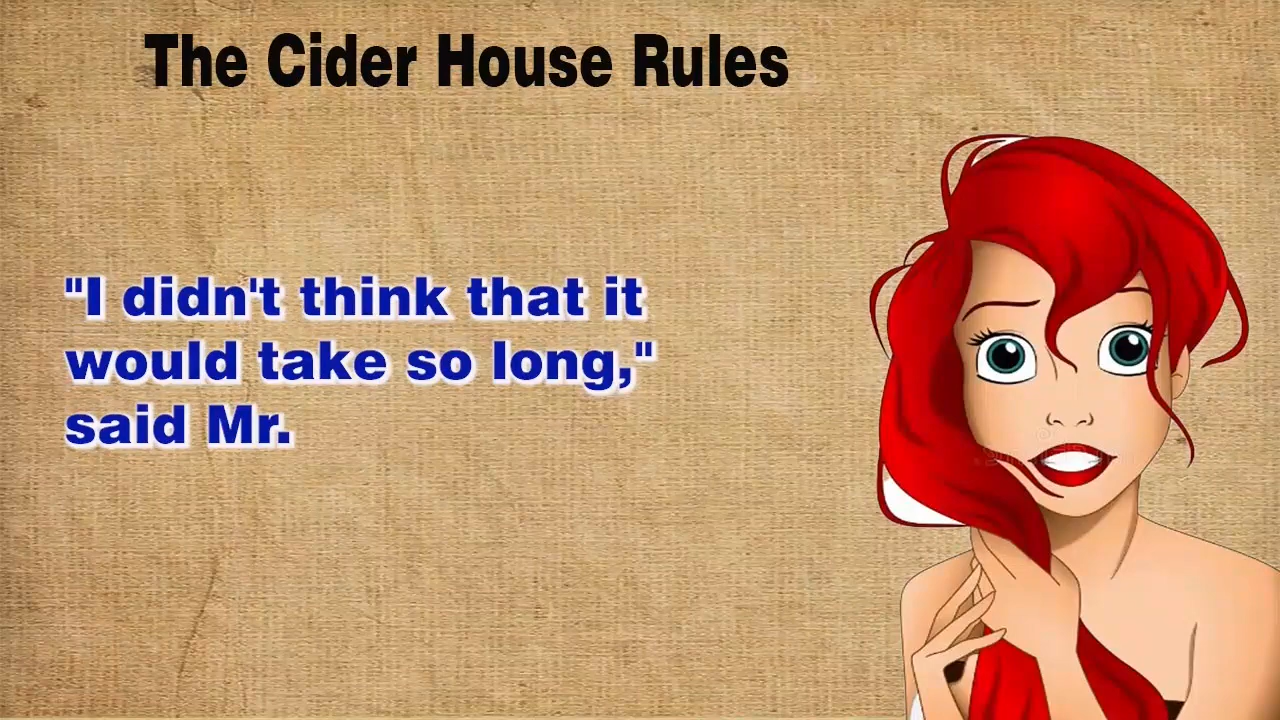 The Cider House Rules
"I didn't think that it
would take so long,"
said Mr.